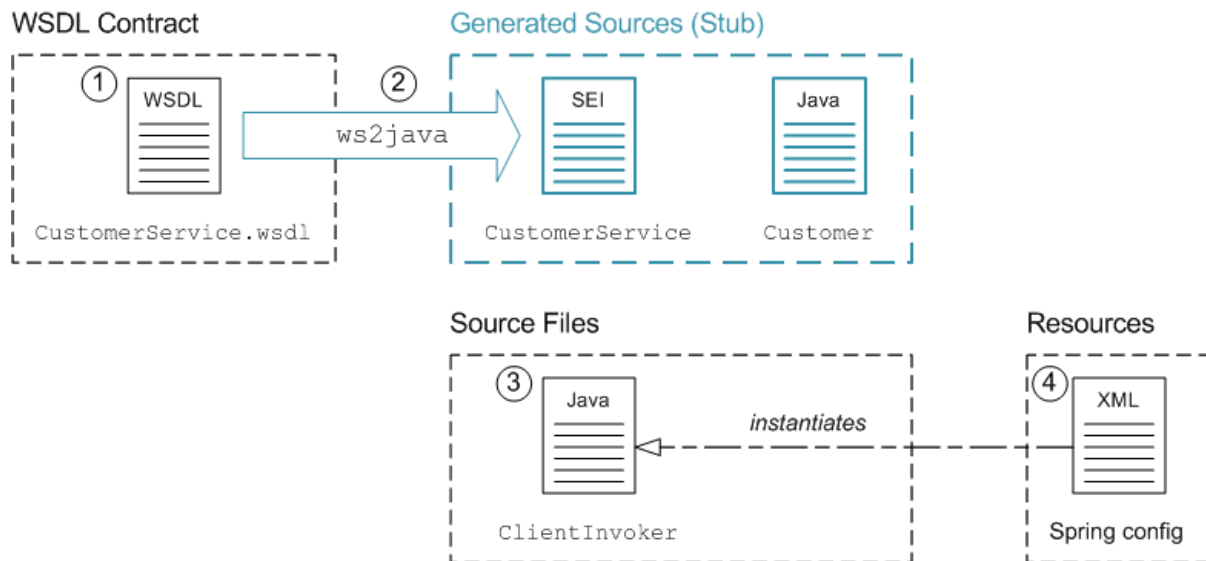 WSDL Contract
Generated Sources (Stub)
1
2
WSDL
SEI
Java
ws2java
CustomerService.wsdl
CustomerService
Customer
Source Files
Resources
3
4
Java
XML
instantiates
ClientInvoker
Spring config